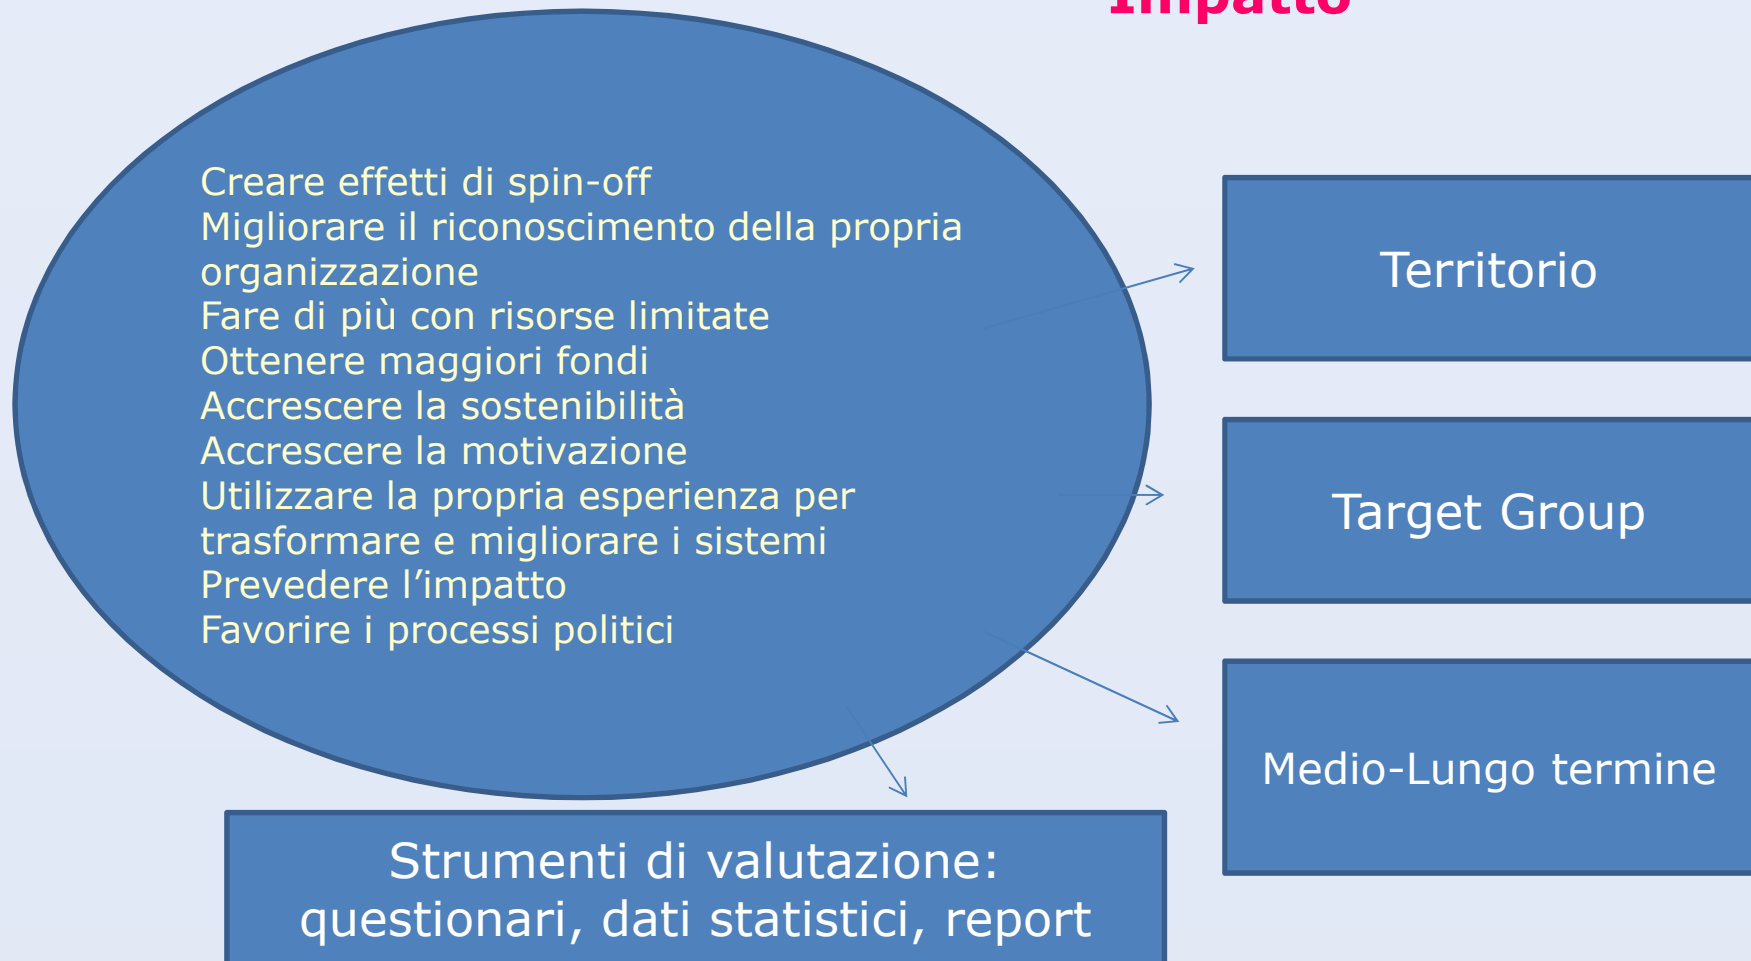 Impatto
Creare effetti di spin-off
Migliorare il riconoscimento della propria
organizzazione
Fare di più con risorse limitate
Ottenere maggiori fondi
Accrescere la sostenibilità
Accrescere la motivazione
Utilizzare la propria esperienza per
trasformare e migliorare i sistemi
Prevedere l’impatto
Favorire i processi politici
Territorio
Target Group
Medio-Lungo termine
Strumenti di valutazione:
questionari, dati statistici, report